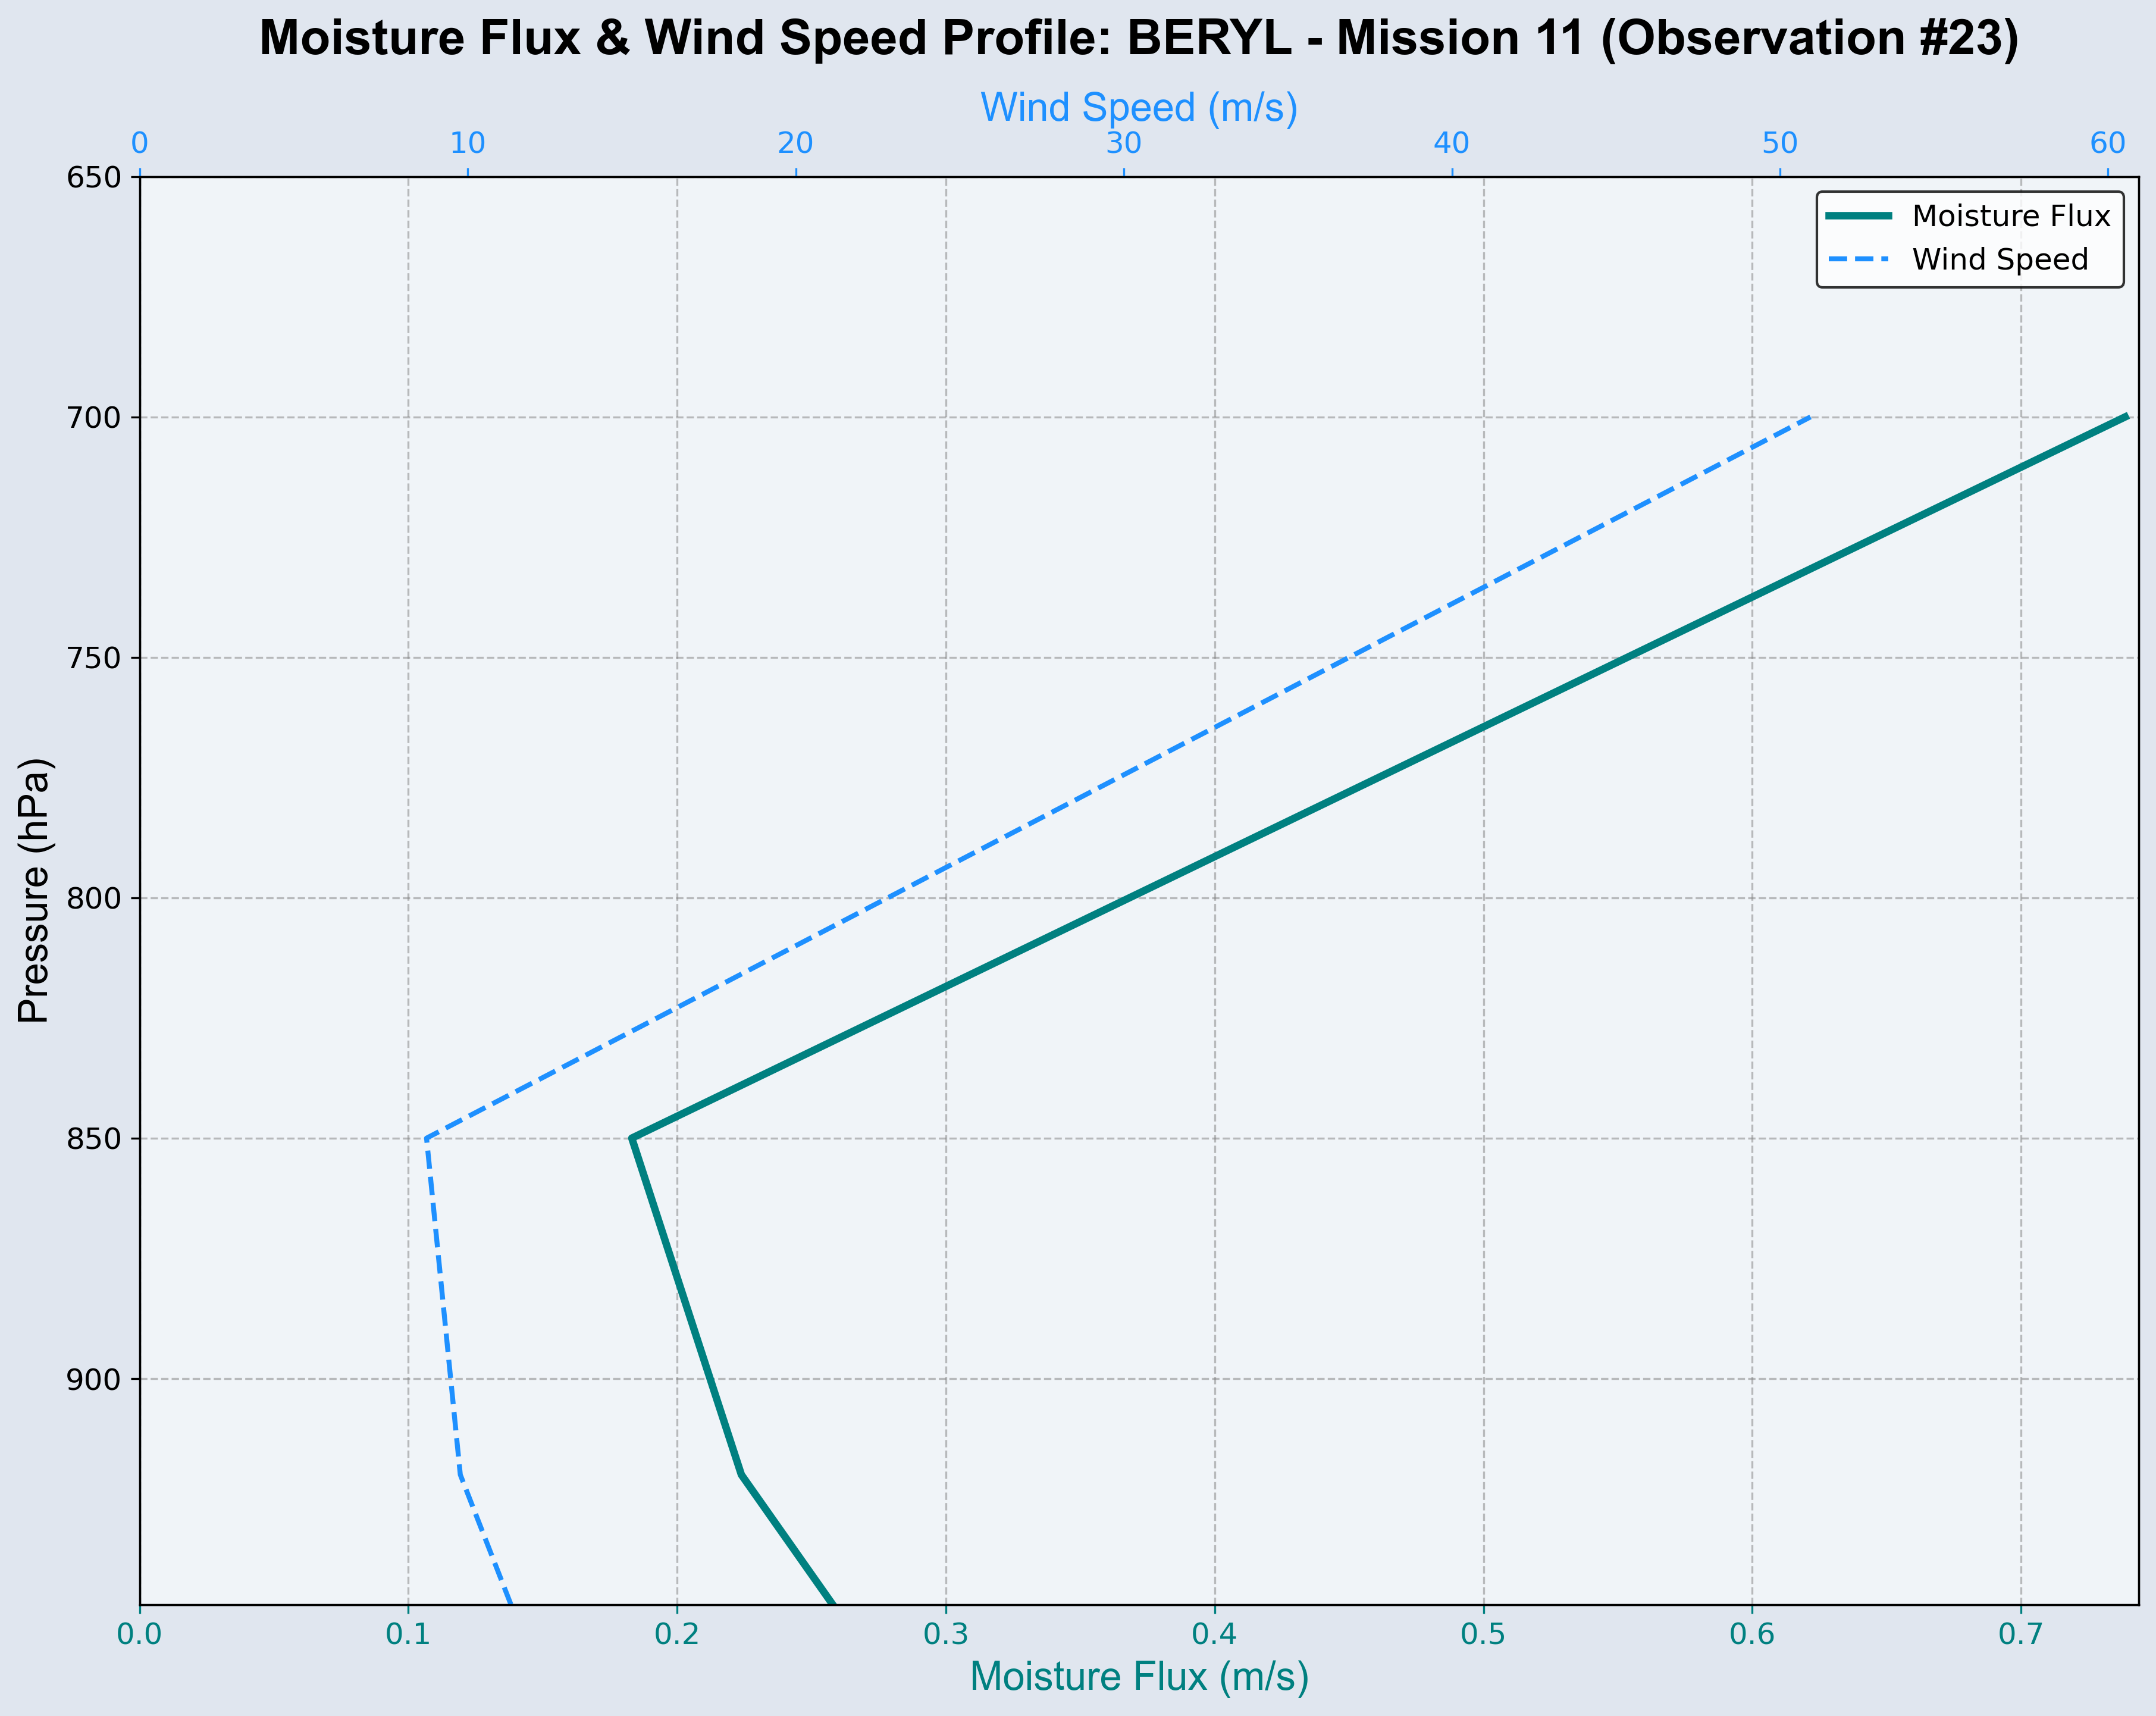 Moisture Flux & Wind Speed Profile: BERYL - Mission 11 (Observation #23)
Wind Speed (m/s)
0 10 20 30 40 50 60
Moisture Flux
Wind Speed
Pressure (hPa)
650
700
750
800
850
900
0.0 0.1 0.2 0.3 0.4 0.5 0.6 0.7
Moisture Flux (m/s)